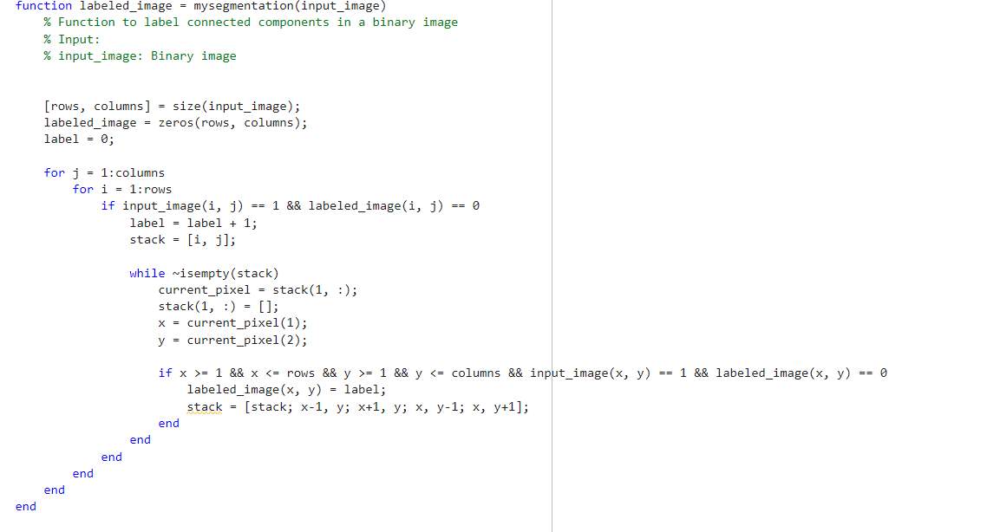 function labeled_image = mysegmentation(input_image)
% Function to label connected components in a binary image
% Input:
% input_image: Binary image
[rows, columns] = size(input_image);
labeled_image = zeros(rows, columns);
label = 0;
for j = 1:columns
for i = 1:rows
if input_image(i, j) == 1 && labeled_image(i, j) == 0
label = label + 1;
stack = [i, j];
while ~isempty(stack)
current_pixel = stack(1, :);
stack(1, :) = [];
x = current_pixel(1);
y = current_pixel(2);
if x >= 1 && x <= rows && y >= 1 && y <= columns && input_image(x, y) == 1 && labeled_image(x, y) == 0
labeled_image(x, y) = label;
stack = [stack; x-1, y; x+1, y; x, y-1; x, y+1];
end
end
end
end
end
end